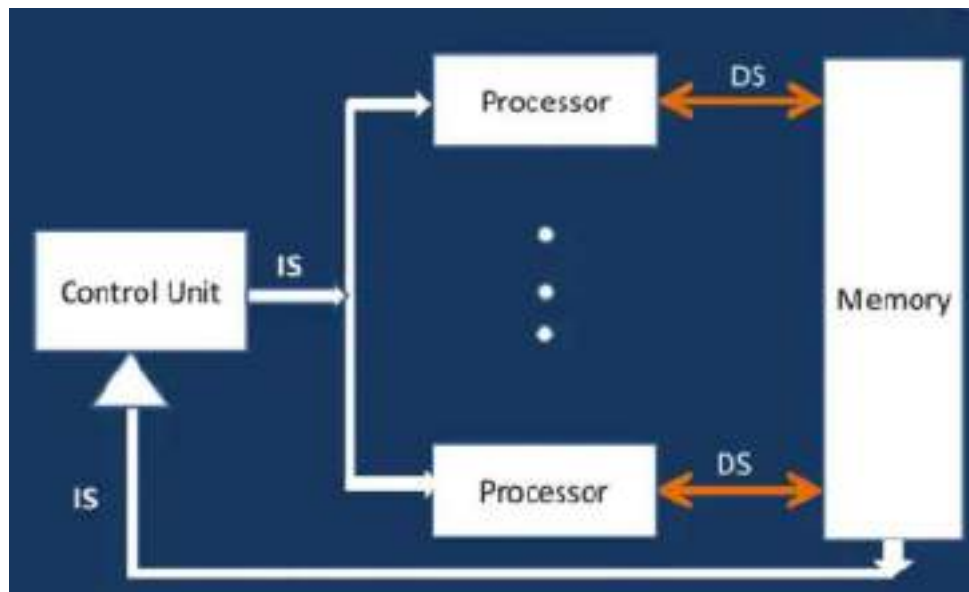 DS
Processor
IS
Control Unit
Memory
DS
Processor
IS